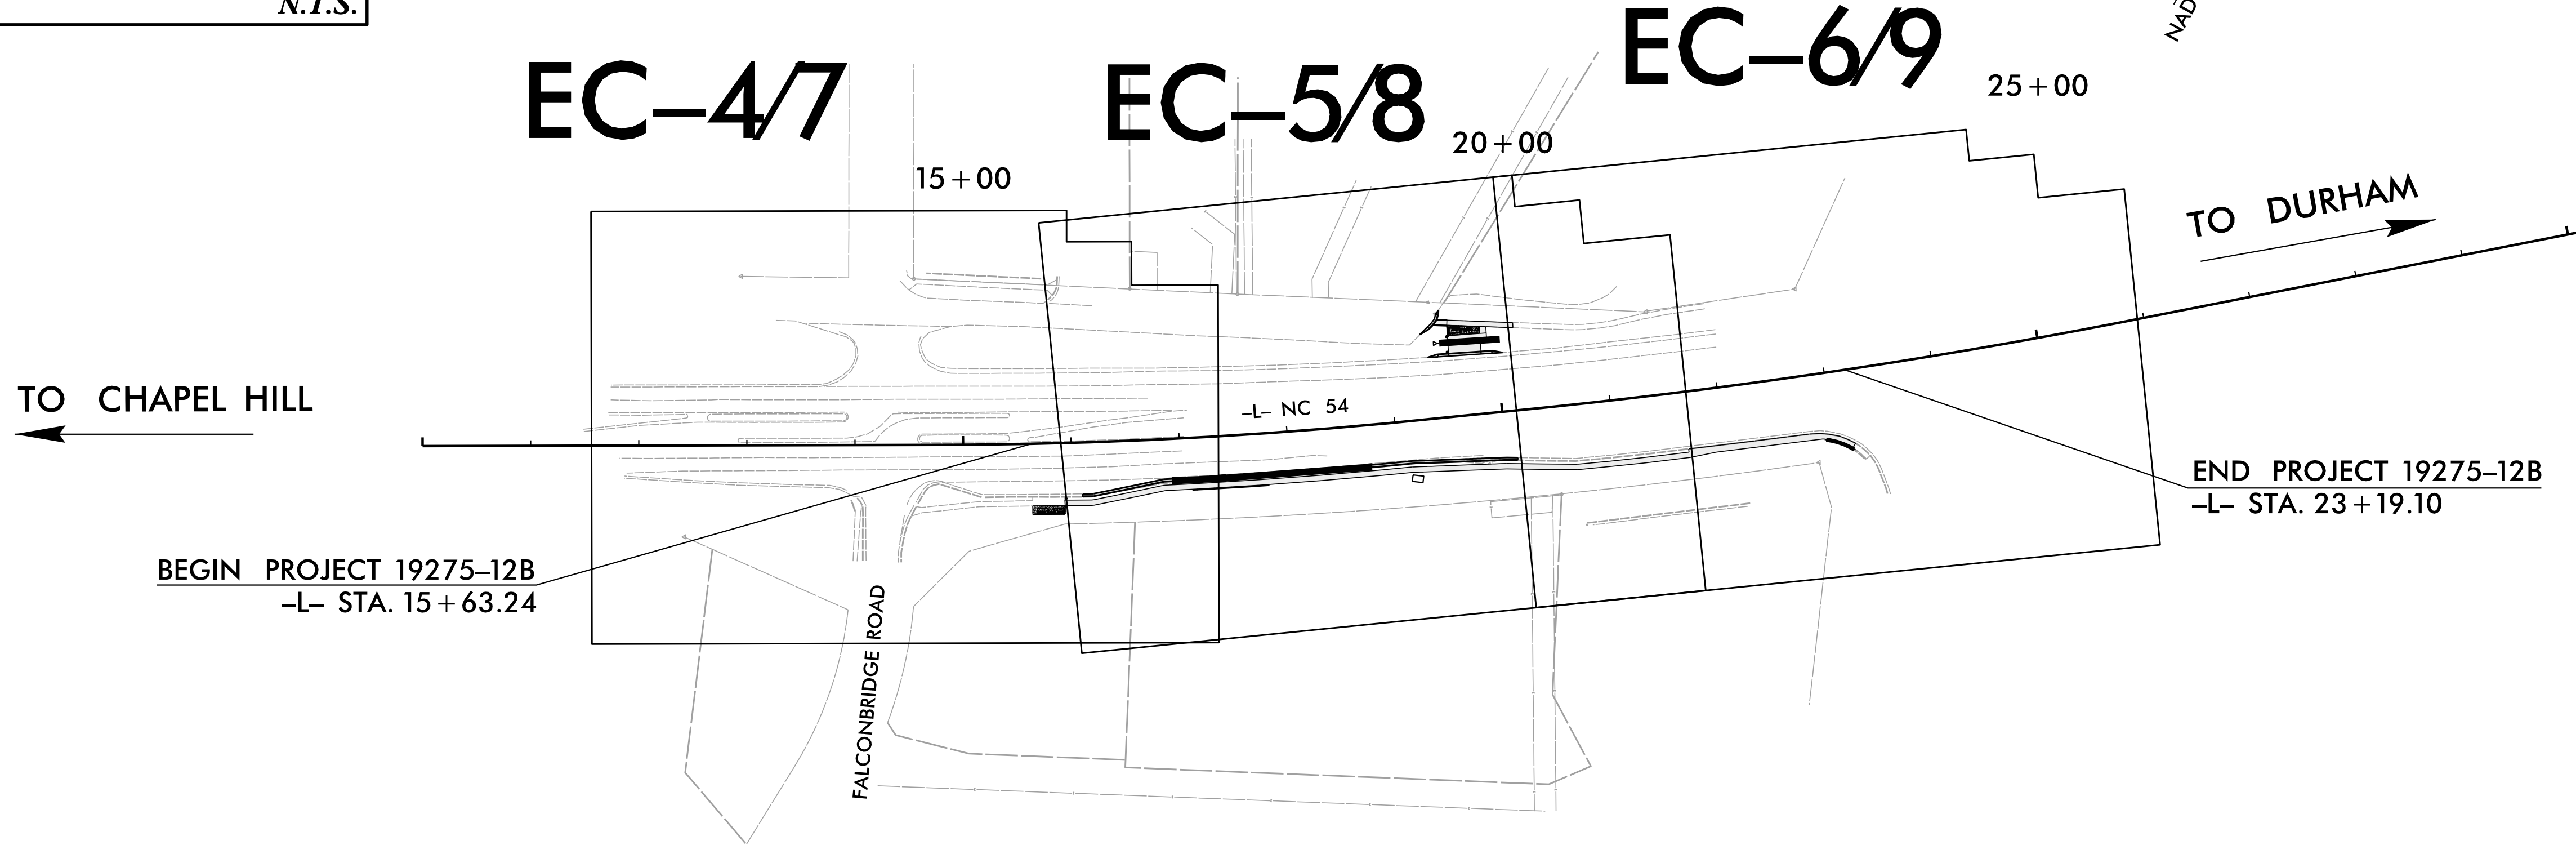 N.T.S.
NAD
EC–4/7
EC–5/8
EC–6/9
15+00
20+00
25+00
TO DURHAM
TO CHAPEL HILL
–L– NC 54
BEGIN PROJECT 19275–12B
–L– STA. 15+63.24
END PROJECT 19275–12B
–L– STA. 23+19.10
FALCONBRIDGE ROAD